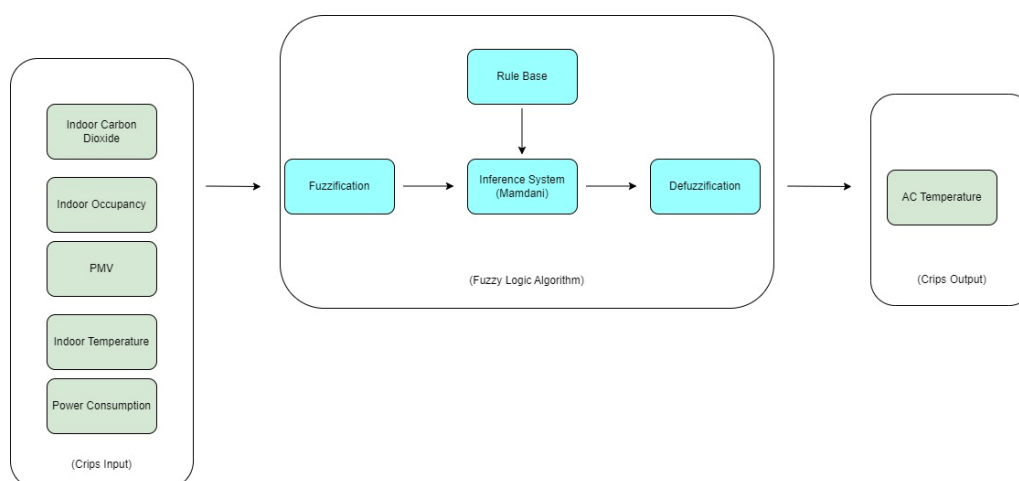 Indoor Carbon
Dioxide
Indoor Occupancy
PMV
Indoor Temperature
Power Consumption
(Crips Input)
Rule Base
Fuzzification
Inference System
(Mamdani)
Defuzzification
(Fuzzy Logic Algorithm)
AC Temperature
(Crips Output)